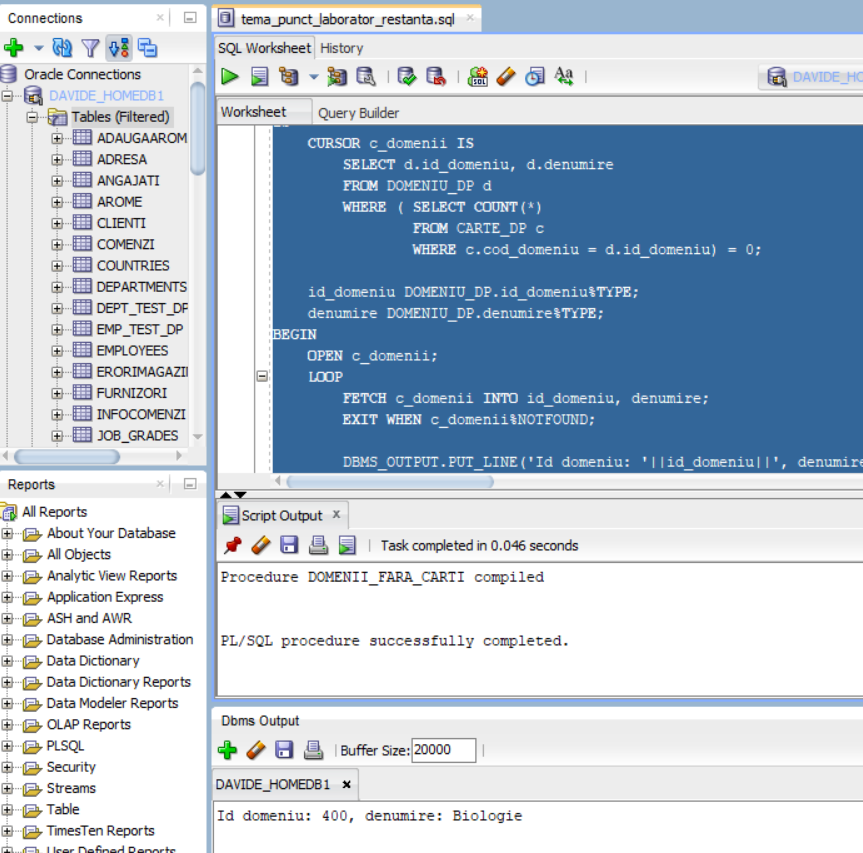 Connections
Oracle Connections
DAVIDE_HOMEDB1
Tables (Filtered)
ADAUGAAROM
ADRESA
ANGAJATI
AROME
CLIENTI
COMENZI
COUNTRIES
DEPARTMENTS
DEPT_TEST_DP
EMP_TEST_DP
EMPLOYEES
ERORIMAGAZI
FURNIZORI
INFOCOMENZI
JOB_GRADES
Reports
All Reports
About Your Database
All Objects
Analytic View Reports
Application Express
ASH and AWR
Database Administration
Data Dictionary
Data Dictionary Reports
Data Modeler Reports
OLAP Reports
PLSQL
Security
Streams
Table
TimesTen Reports
User Defined Reports
tema_punct_laborator_restanta.sql
SQL Worksheet History
DAVIDE_HO
Worksheet Query Builder
CURSOR c_domenii IS
SELECT d.id_domeniu, d.denumire
FROM DOMENIU_DP d
WHERE ( SELECT COUNT(*)
FROM CARTE_DP c
WHERE c.cod_domeniu = d.id_domeniu) = 0;
id_domeniu DOMENIU_DP.id_domeniu%TYPE;
denumire DOMENIU_DP.denumire%TYPE;
BEGIN
OPEN c_domenii;
LOOP
FETCH c_domenii INTO id_domeniu, denumire;
EXIT WHEN c_domenii%NOTFOUND;
DBMS_OUTPUT.PUT_LINE('Id domeniu: '||id_domeniu||', denumire
Script Output
Task completed in 0.046 seconds
Procedure DOMENII_FARA_CARTI compiled
PL/SQL procedure successfully completed.
Dbms Output
Buffer Size: 20000
DAVIDE_HOMEDB1
Id domeniu: 400, denumire: Biologie